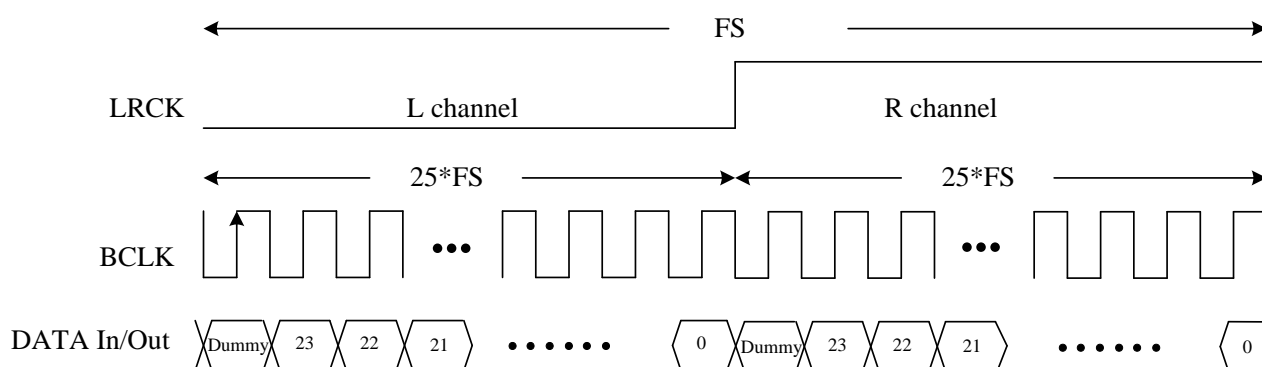 FS
LRCK L channel R channel
25*FS 25*FS
BCLK
DATA In/Out Dummy 23 22 21 0 Dummy 23 22 21 0